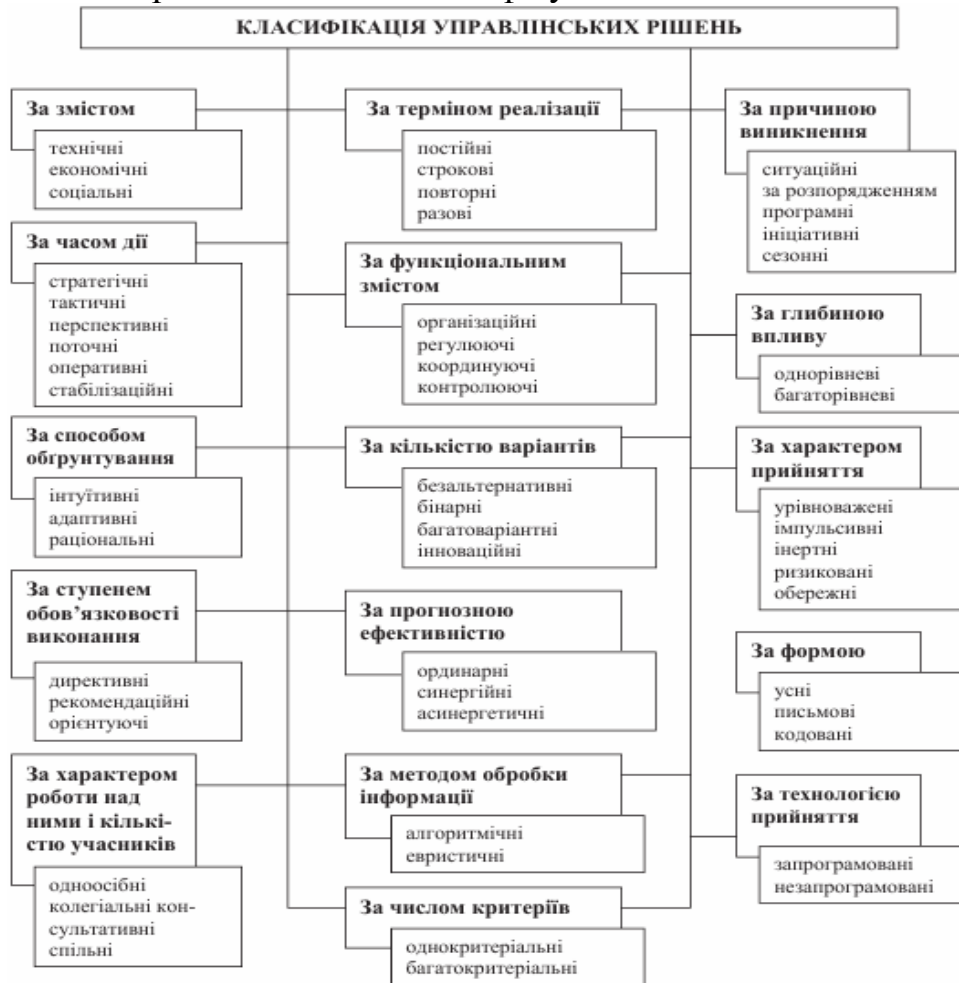 КЛАСИФІКАЦІЯ УПРАВЛІНСЬКИХ РІШЕНЬ
За змістом
технічні
економічні
соціальні
За часом дії
стратегічні
тактичні
перспективні
поточні
оперативні
стабілізаційні
За способом
обґрунтування
інтуїтивні
адаптивні
раціональні
За ступенем
обов’язковості
виконання
директивні
рекомендаційні
орієнтуючі
За характером
роботи над
ними і кількі-
стю учасників
одноосібні
колегіальні кон-
сультативні
спільні
За терміном реалізації
постійні
строкові
повторні
разові
За функціональним
змістом
організаційні
регулюючі
координуючі
контролюючі
За кількістю варіантів
безальтернативні
бінарні
багатоваріантні
інноваційні
За прогнозною
ефективністю
ординарні
синергійні
асинергетичні
За методом обробки
інформації
алгоритмічні
евристичні
За числом критеріїв
однокритеріальні
багатокритеріальні
За причиною
виникнення
ситуаційні
за розпорядженням
програмні
ініціативні
сезонні
За глибиною
впливу
однорівневі
багаторівневі
За характером
прийняття
урівноважені
імпульсивні
інертні
ризиковані
обережні
За формою
усні
письмові
кодовані
За технологією
прийняття
запрограмовані
незапрограмовані